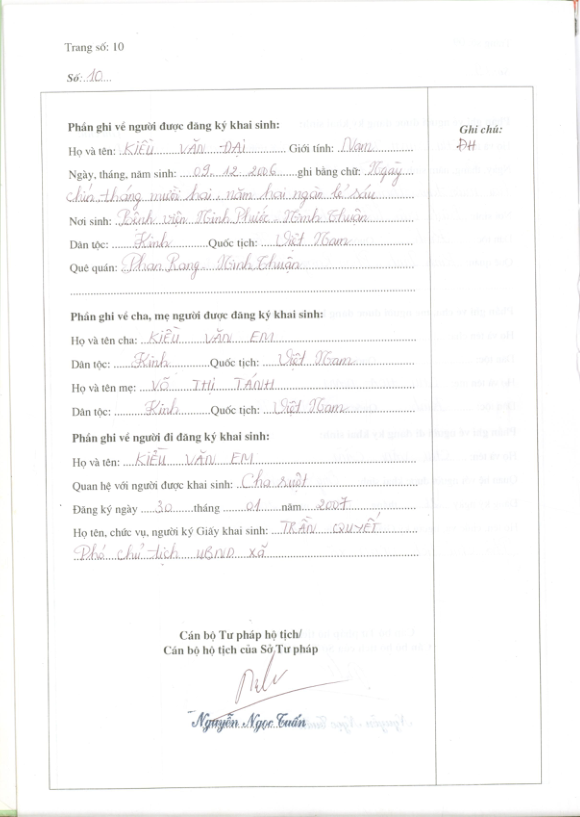 Trang số: 10
Số: 10
Phần ghi về người được đăng ký khai sinh:
Họ và tên: KIỀU VĂN ĐẠI Giới tính: Nam
Ngày, tháng, năm sinh: 09. 12. 2006 ghi bằng chữ: Ngày
chín tháng mười hai, năm hai ngàn lẻ sáu
Nơi sinh: Bệnh viện Ninh Phước Ninh Thuận
Dân tộc: Kinh Quốc tịch: Việt Nam
Quê quán: Phan Rang Ninh Thuận
Phần ghi về cha, mẹ người được đăng ký khai sinh:
Họ và tên cha: KIỀU VĂN EM
Dân tộc: Kinh Quốc tịch: Việt Nam
Họ và tên mẹ: VÕ THỊ TÁNH
Dân tộc: Kinh Quốc tịch: Việt Nam
Phần ghi về người đi đăng ký khai sinh:
Họ và tên: KIỀU VĂN EM
Quan hệ với người được khai sinh: Cha ruột
Đăng ký ngày 30 tháng 01 năm 2007
Họ tên, chức vụ, người ký Giấy khai sinh: TRẦN QUYẾT
Phó chủ tịch UBND xã
Cán bộ Tư pháp hộ tịch/
Cán bộ hộ tịch của Sở Tư pháp
Nguyễn Ngọc Tuấn
Ghi chú:
ĐH